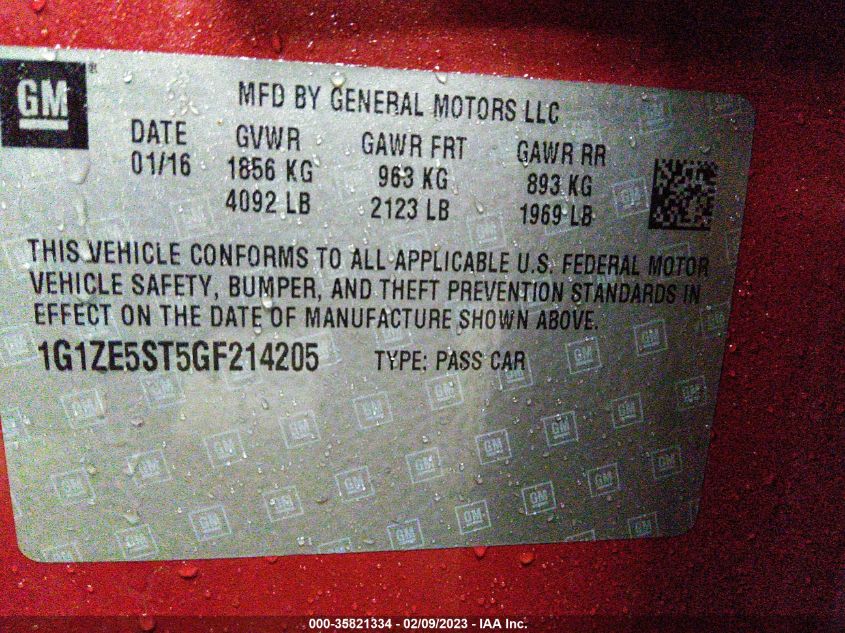 GM
MFD BY GENERAL MOTORS LLC
DATE GVWR GAWR FRT GAWR RR
01/16 1856 KG 963 KG 893 KG
4092 LB 2123 LB 1969 LB
THIS VEHICLE CONFORMS TO ALL APPLICABLE U.S. FEDERAL MOTOR
VEHICLE SAFETY, BUMPER, AND THEFT PREVENTION STANDARDS IN
EFFECT ON THE DATE OF MANUFACTURE SHOWN ABOVE.
1G1ZE5ST5GF214205 TYPE: PASS CAR
000-35821334 - 02/09/2023 - IAA Inc.